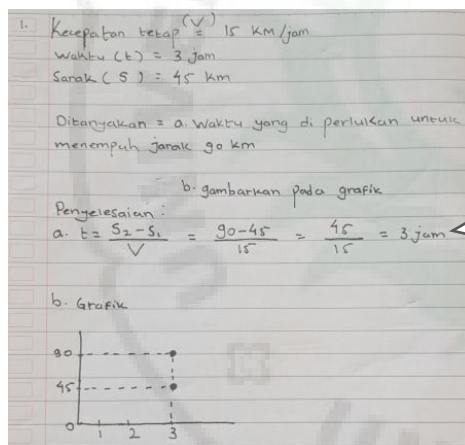 1. Kecepatan tetap (V) = 15 KM/jam
Waktu (t) = 3 jam
Sarak (S) = 45 km
Ditanyakan = a. Waktu yang di perlukan untuk
menempuh jarak 90 km
b. gambarkan pada grafik
Penyelesaian :
a. t = S2 - S1 / V = 90 - 45 / 15 = 45 / 15 = 3 jam
b. Grafik
90
45
0 1 2 3